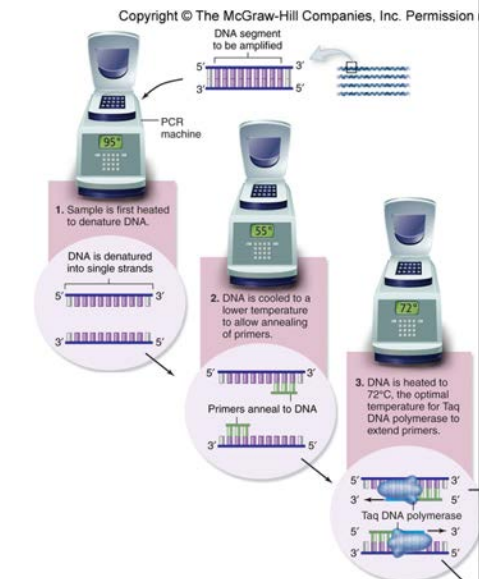 Copyright © The McGraw-Hill Companies, Inc. Permission
DNA segment
to be amplified
5′ 3′
3′ 5′
PCR
machine
95°
1. Sample is first heated
to denature DNA.
DNA is denatured
into single strands
5′ 3′
3′ 5′
55°
2. DNA is cooled to a
lower temperature
to allow annealing
of primers.
5′ 3′
Primers anneal to DNA
3′ 5′
72°
3. DNA is heated to
72°C, the optimal
temperature for Taq
DNA polymerase to
extend primers.
5′ 3′
3′ 5′
Taq DNA polymerase
5′ 3′
3′ 5′